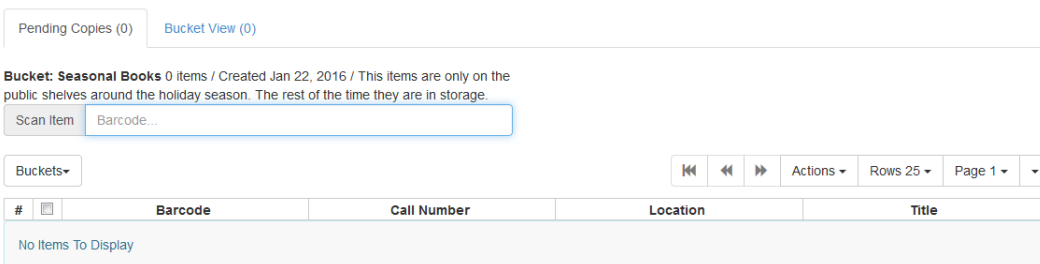 Pending Copies (0) Bucket View (0)
Bucket: Seasonal Books 0 items / Created Jan 22, 2016 / This items are only on the
public shelves around the holiday season. The rest of the time they are in storage.
Scan Item Barcode...
Buckets Actions Rows 25 Page 1
# Barcode Call Number Location Title
No Items To Display